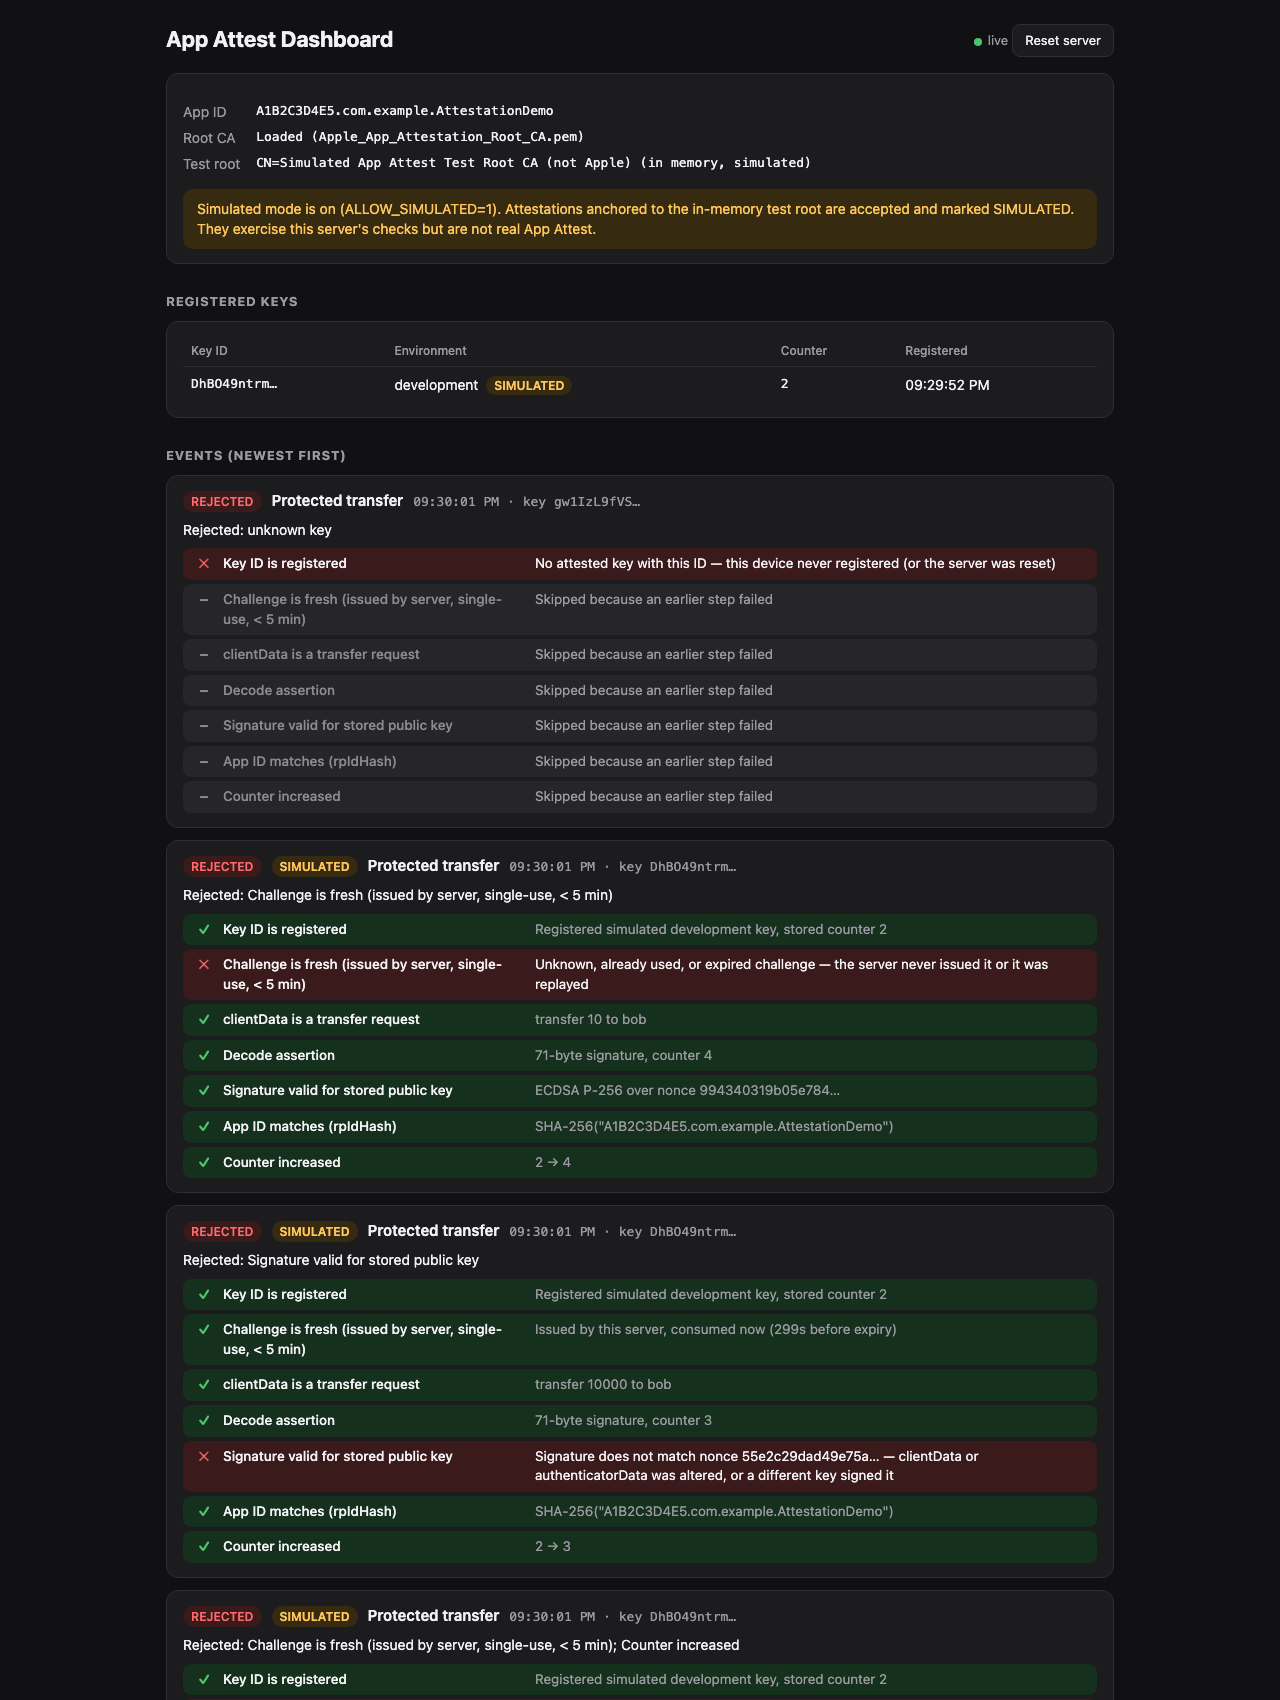 App Attest Dashboard
live
Reset server
App ID A1B2C3D4E5.com.example.AttestationDemo
Root CA Loaded (Apple_App_Attestation_Root_CA.pem)
Test root CN=Simulated App Attest Test Root CA (not Apple) (in memory, simulated)
Simulated mode is on (ALLOW_SIMULATED=1). Attestations anchored to the in-memory test root are accepted and marked SIMULATED.
They exercise this server's checks but are not real App Attest.
REGISTERED KEYS
Key ID Environment Counter Registered
DhBO49ntrm… development SIMULATED 2 09:29:52 PM
EVENTS (NEWEST FIRST)
REJECTED Protected transfer 09:30:01 PM · key gw1IzL9fVS…
Rejected: unknown key
✕ Key ID is registered No attested key with this ID — this device never registered (or the server was reset)
– Challenge is fresh (issued by server, single- Skipped because an earlier step failed
use, < 5 min)
– clientData is a transfer request Skipped because an earlier step failed
– Decode assertion Skipped because an earlier step failed
– Signature valid for stored public key Skipped because an earlier step failed
– App ID matches (rpIdHash) Skipped because an earlier step failed
– Counter increased Skipped because an earlier step failed
REJECTED SIMULATED Protected transfer 09:30:01 PM · key DhBO49ntrm…
Rejected: Challenge is fresh (issued by server, single-use, < 5 min)
✓ Key ID is registered Registered simulated development key, stored counter 2
✕ Challenge is fresh (issued by server, single- Unknown, already used, or expired challenge — the server never issued it or it was
use, < 5 min) replayed
✓ clientData is a transfer request transfer 10 to bob
✓ Decode assertion 71-byte signature, counter 4
✓ Signature valid for stored public key ECDSA P-256 over nonce 994340319b05e784…
✓ App ID matches (rpIdHash) SHA-256("A1B2C3D4E5.com.example.AttestationDemo")
✓ Counter increased 2 → 4
REJECTED SIMULATED Protected transfer 09:30:01 PM · key DhBO49ntrm…
Rejected: Signature valid for stored public key
✓ Key ID is registered Registered simulated development key, stored counter 2
✓ Challenge is fresh (issued by server, single- Issued by this server, consumed now (299s before expiry)
use, < 5 min)
✓ clientData is a transfer request transfer 10000 to bob
✓ Decode assertion 71-byte signature, counter 3
✕ Signature valid for stored public key Signature does not match nonce 55e2c29dad49e75a… — clientData or
authenticatorData was altered, or a different key signed it
✓ App ID matches (rpIdHash) SHA-256("A1B2C3D4E5.com.example.AttestationDemo")
✓ Counter increased 2 → 3
REJECTED SIMULATED Protected transfer 09:30:01 PM · key DhBO49ntrm…
Rejected: Challenge is fresh (issued by server, single-use, < 5 min); Counter increased
✓ Key ID is registered Registered simulated development key, stored counter 2